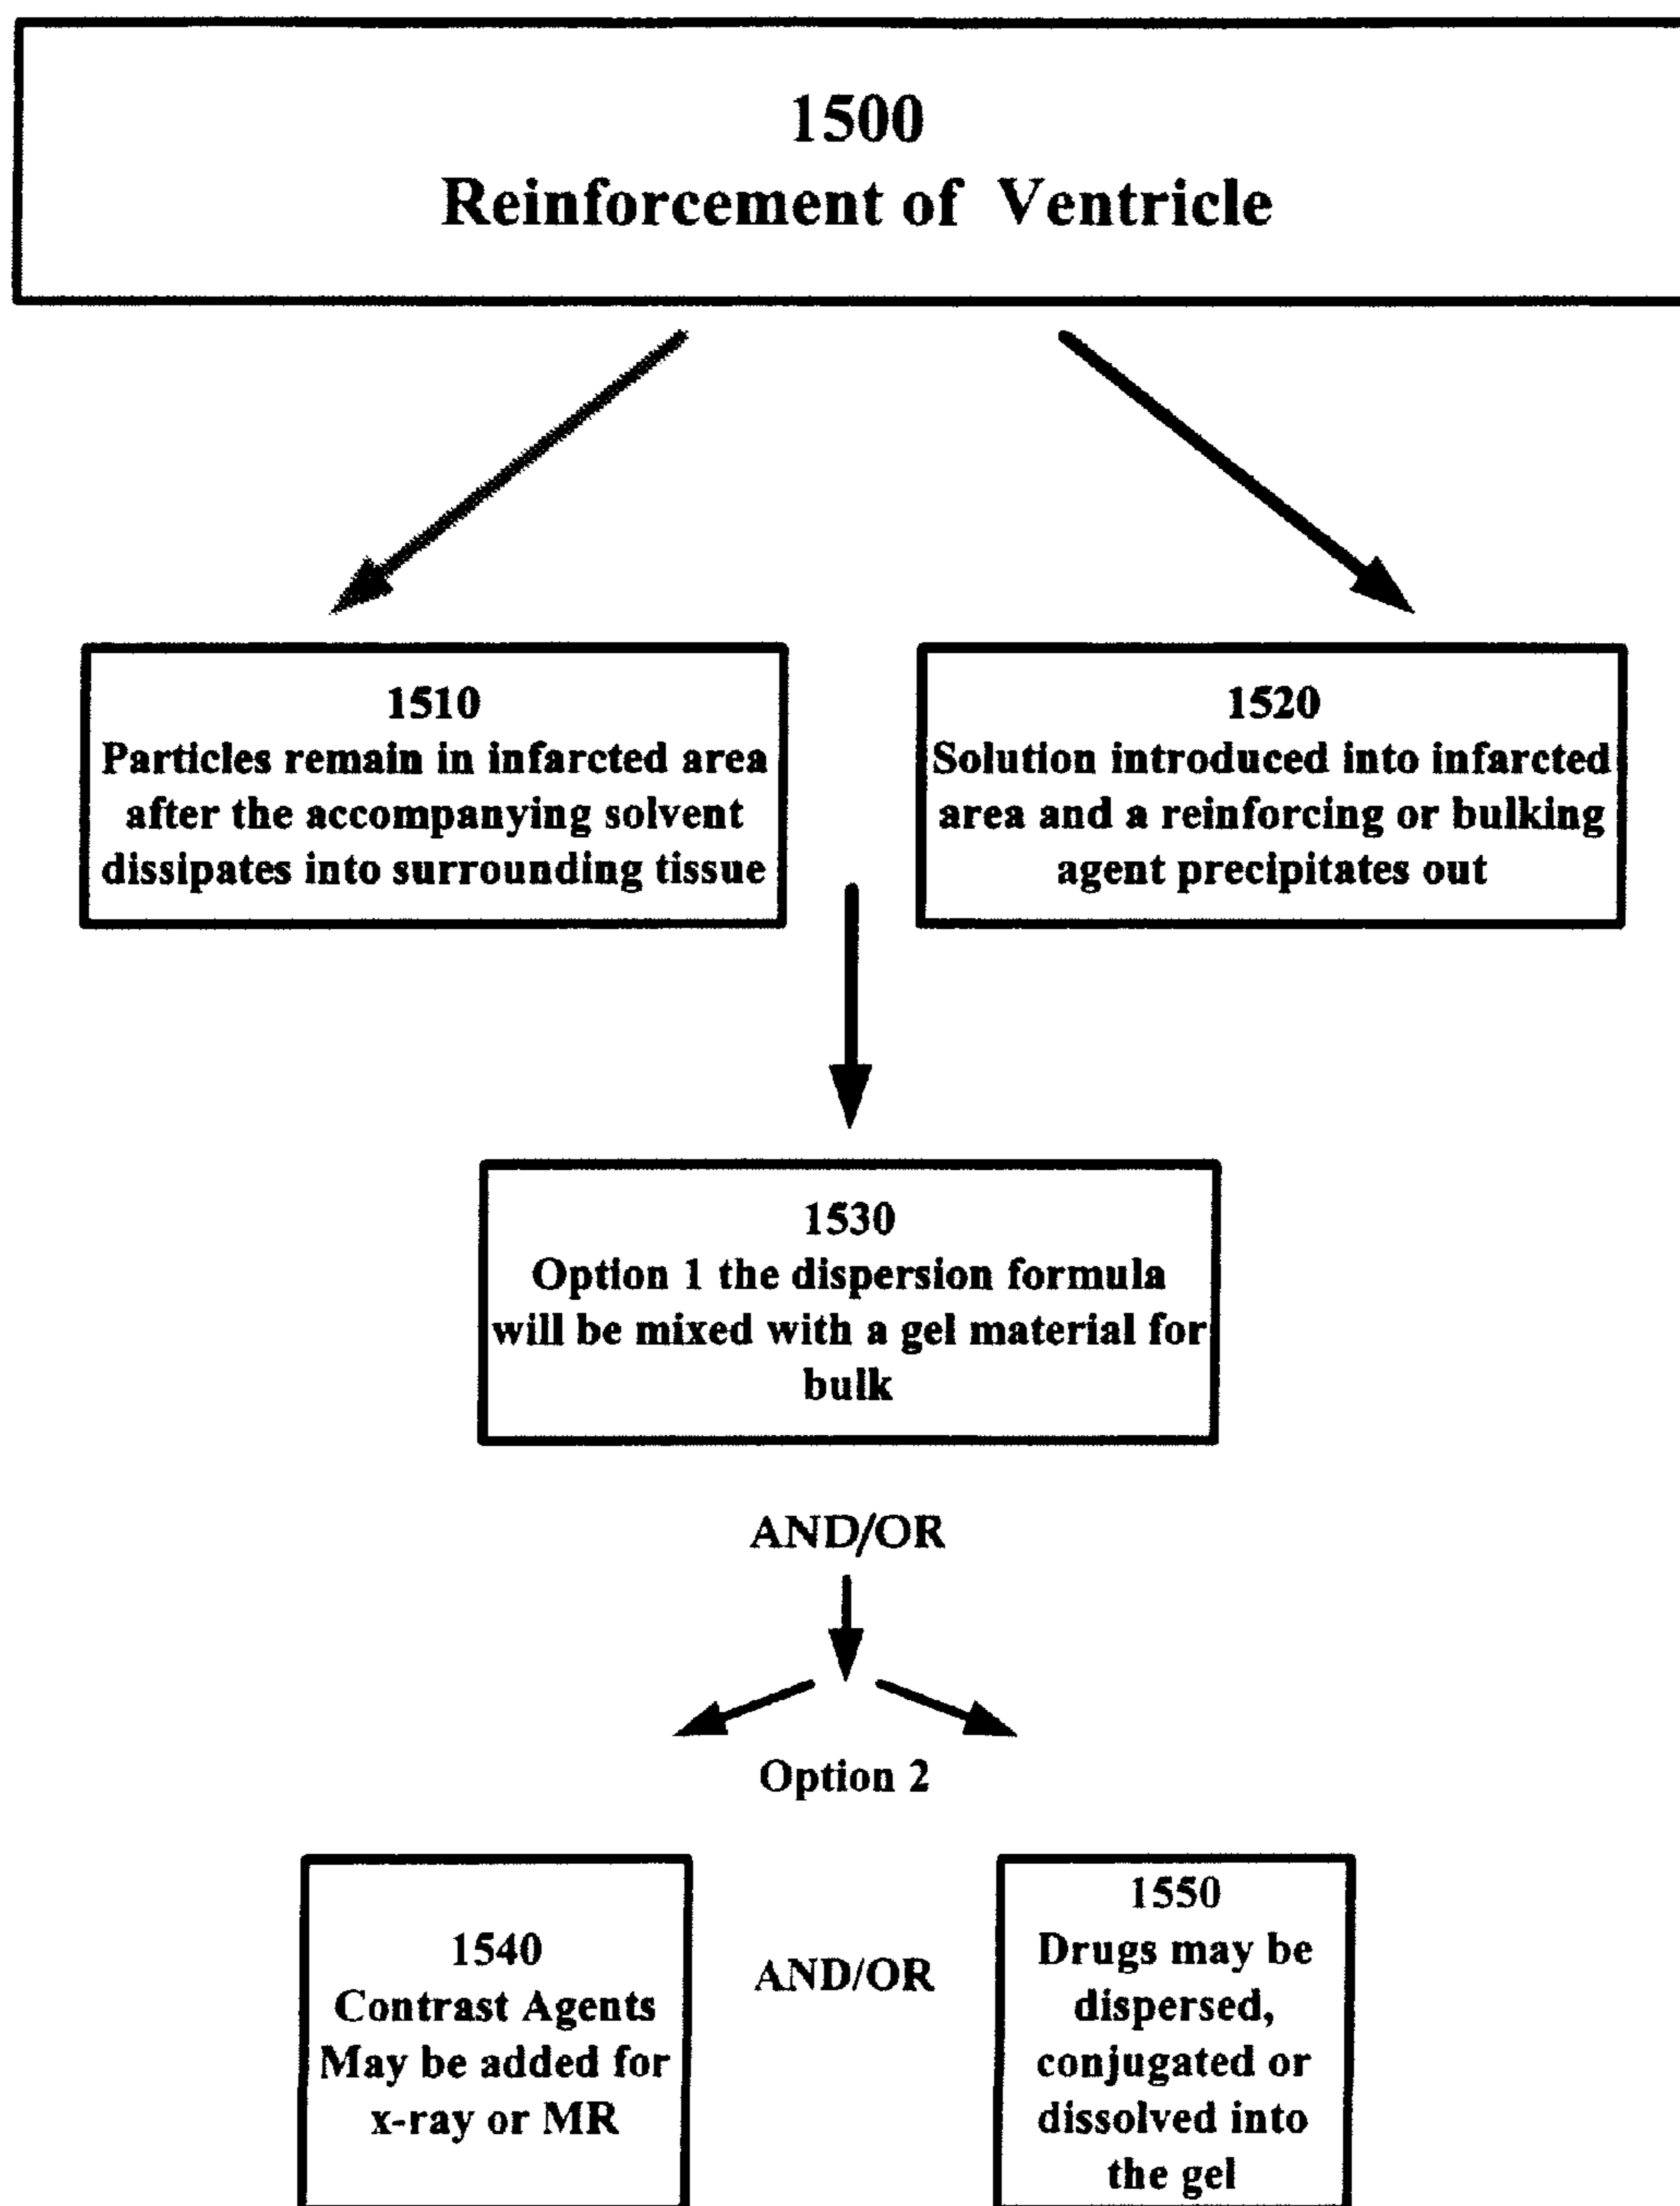 1500
Reinforcement of Ventricle
1510
Particles remain in infarcted area
after the accompanying solvent
dissipates into surrounding tissue
1520
Solution introduced into infarcted
area and a reinforcing or bulking
agent precipitates out
1530
Option 1 the dispersion formula
will be mixed with a gel material for
bulk
AND/OR
Option 2
1540
Contrast Agents
May be added for
x-ray or MR
AND/OR
1550
Drugs may be
dispersed,
conjugated or
dissolved into
the gel